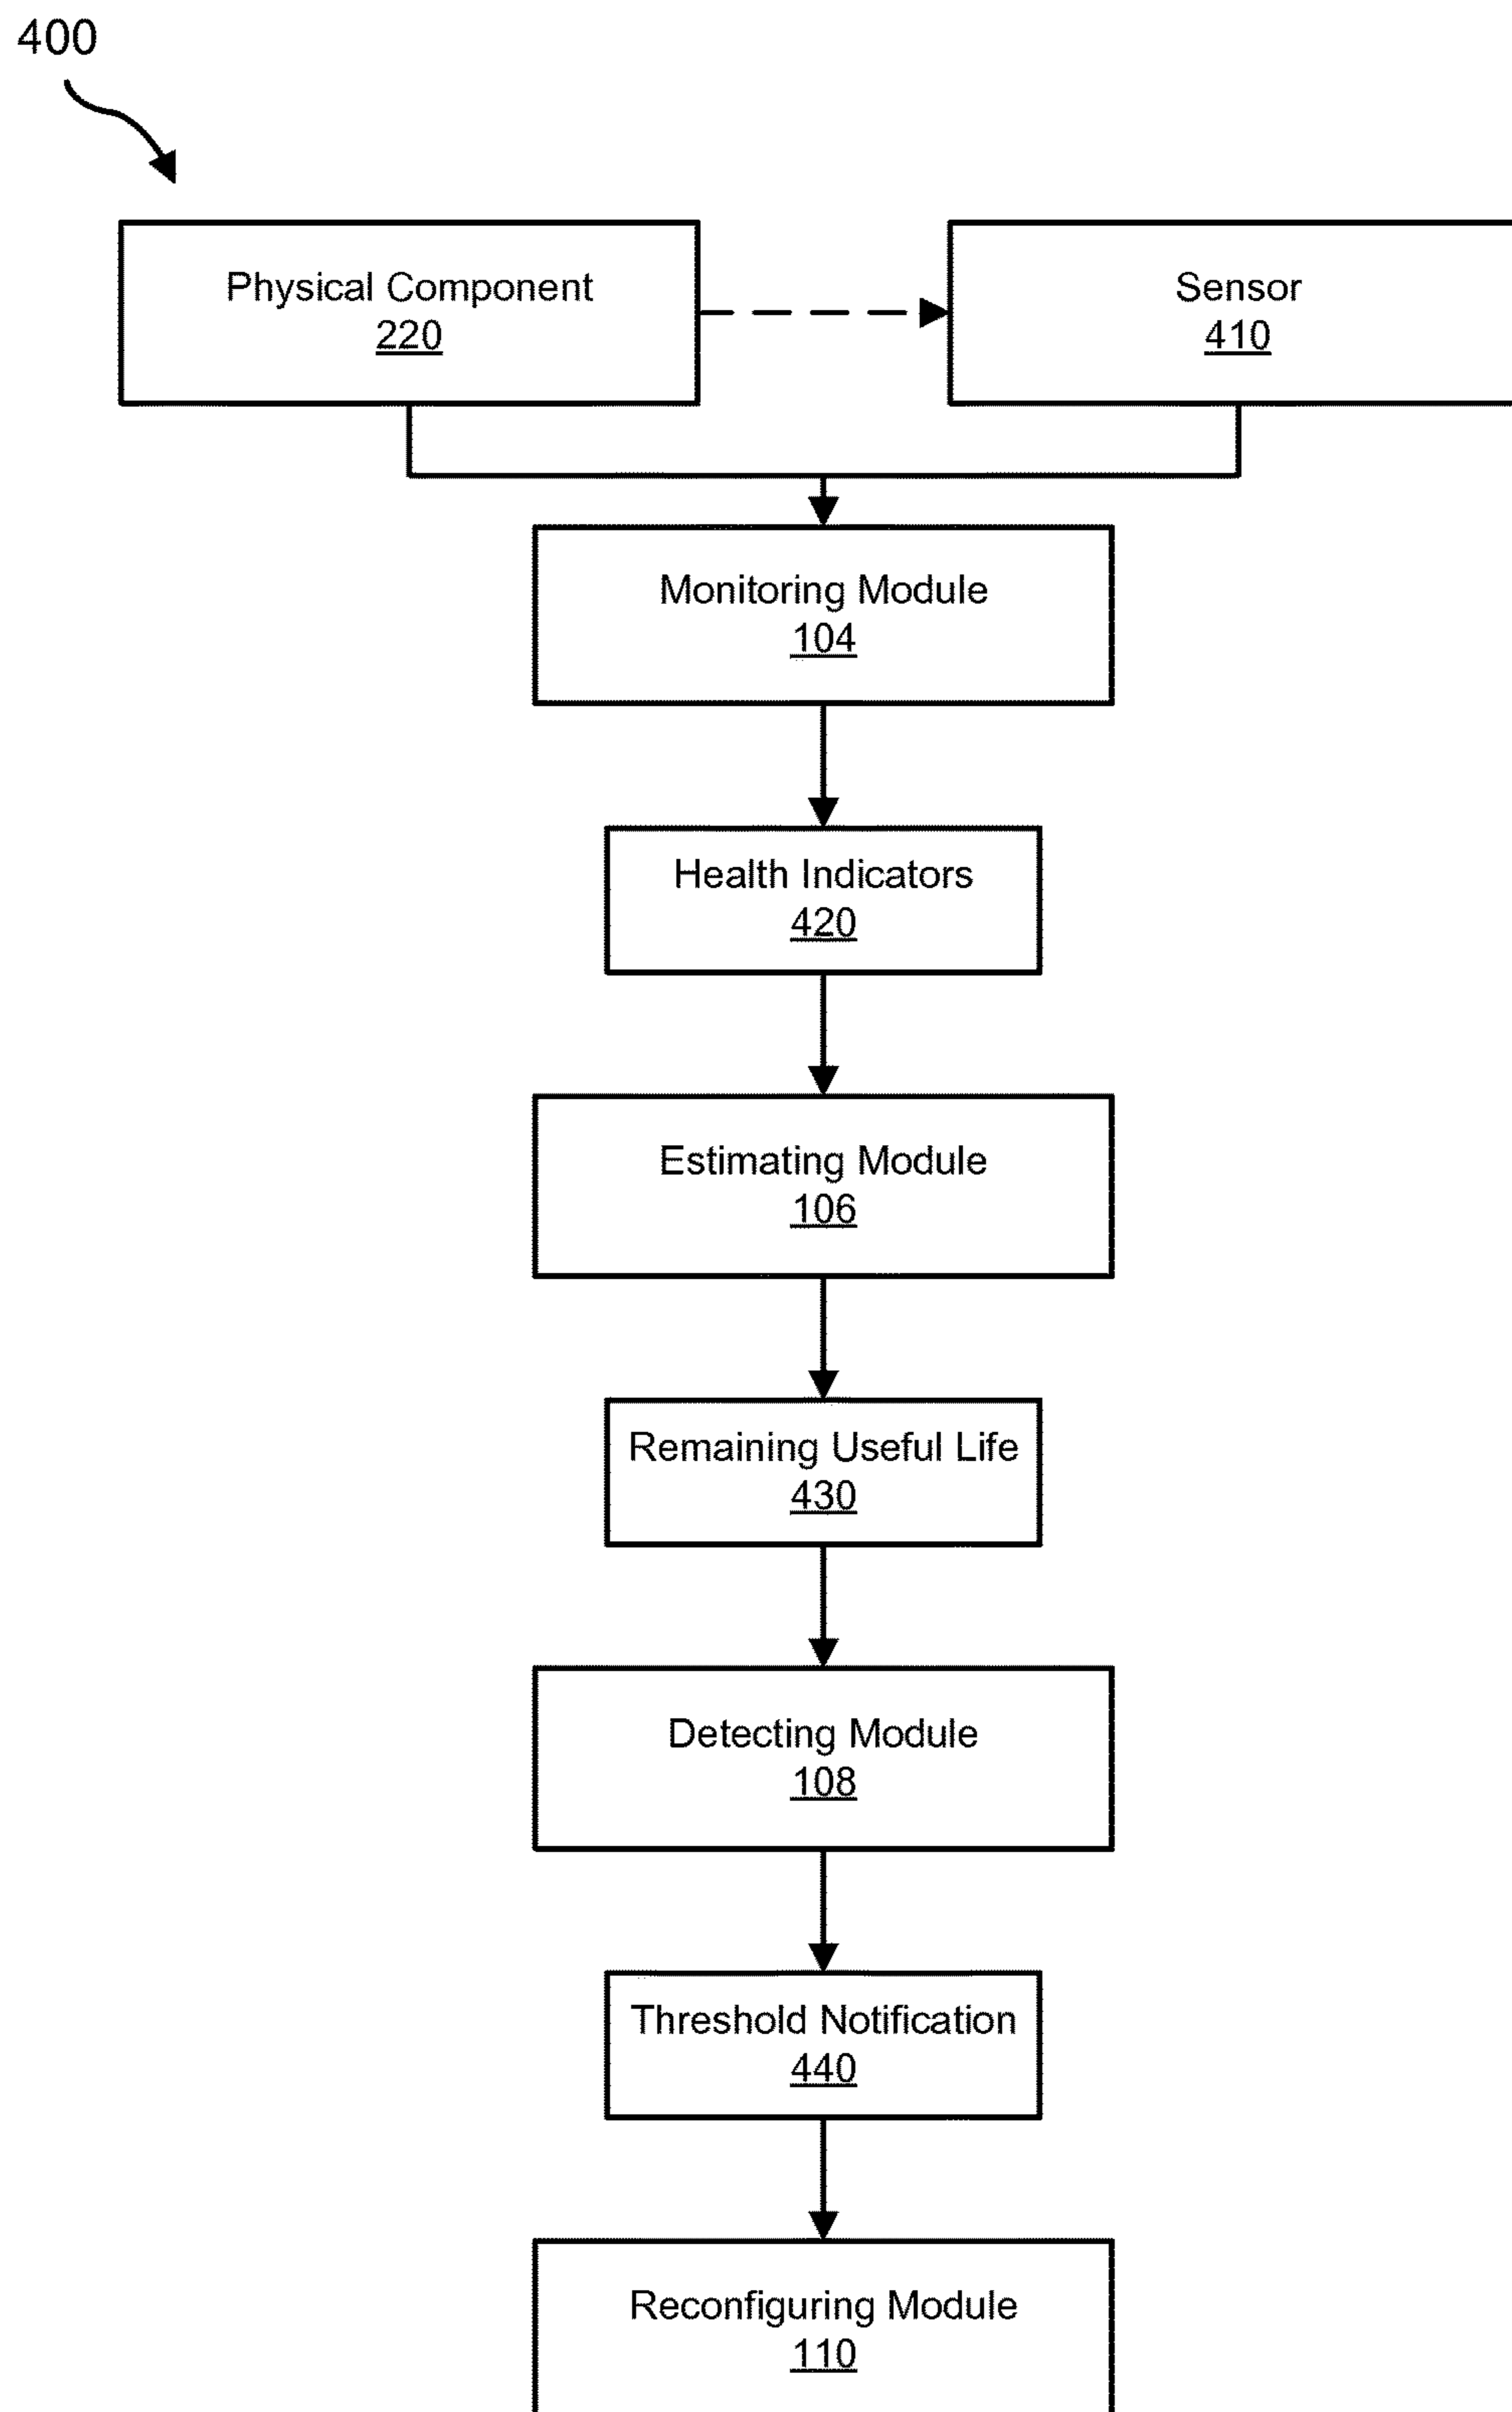 400
Physical Component
220
Sensor
410
Monitoring Module
104
Health Indicators
420
Estimating Module
106
Remaining Useful Life
430
Detecting Module
108
Threshold Notification
440
Reconfiguring Module
110